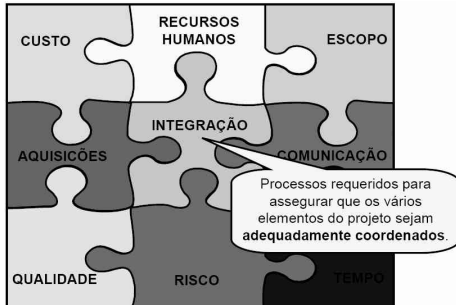 CUSTO
RECURSOS
HUMANOS
ESCOPO
INTEGRAÇÃO
AQUISICÕES
COMUNICAÇÃO
Processos requeridos para
assegurar que os vários
elementos do projeto sejam
adequadamente coordenados.
QUALIDADE
RISCO
TEMPO